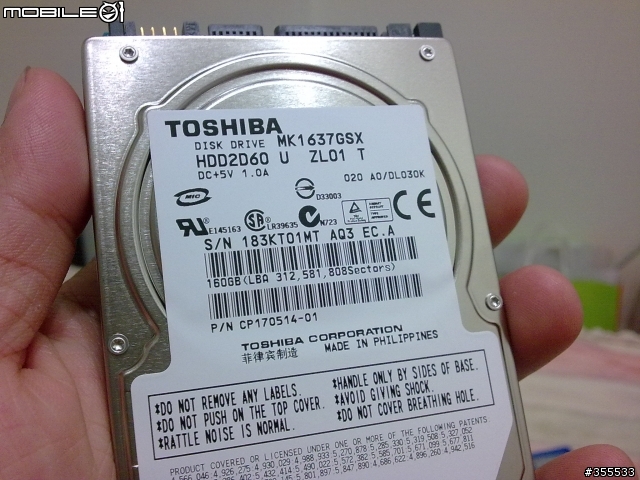 MOBILE01
TOSHIBA
DISK DRIVE MK1637GSX
HDD2D60 U ZL01 T
DC+5V 1.0A 020 A0/DL030K
MIC
D33003
E145163 LR39635 N723
S/N 183KT01MT AQ3 EC.A
160GB(LBA 312,581,808Sectors)
P/N CP170514-01
TOSHIBA CORPORATION
菲律宾制造 MADE IN PHILIPPINES
*DO NOT REMOVE ANY LABELS. *HANDLE ONLY BY SIDES OF BASE.
*DO NOT PUSH ON THE TOP COVER. *AVOID GIVING SHOCK.
*RATTLE NOISE IS NORMAL. *DO NOT COVER BREATHING HOLE.
PRODUCT COVERED OR LICENSED UNDER ONE OR MORE OF THE FOLLOWING PATENTS:
#355533